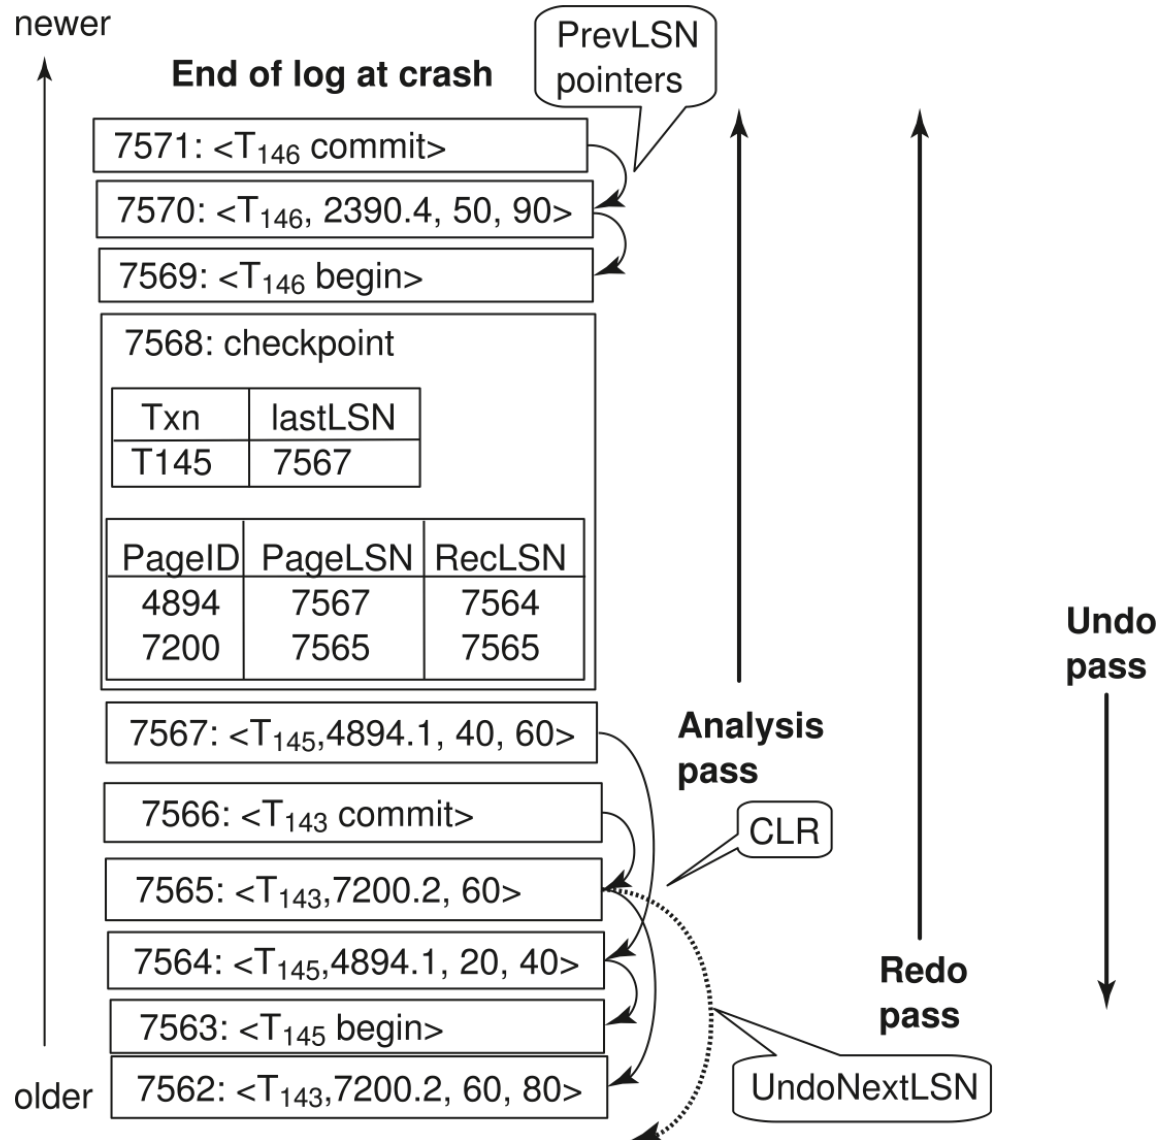 newer
PrevLSN
pointers
End of log at crash
7571: <T146 commit>
7570: <T146, 2390.4, 50, 90>
7569: <T146 begin>
7568: checkpoint
Txn lastLSN
T145 7567
PageID PageLSN RecLSN
4894 7567 7564
7200 7565 7565
Undo
pass
7567: <T145,4894.1, 40, 60>
Analysis
pass
7566: <T143 commit>
CLR
7565: <T143,7200.2, 60>
7564: <T145,4894.1, 20, 40>
Redo
pass
7563: <T145 begin>
older
7562: <T143,7200.2, 60, 80>
UndoNextLSN